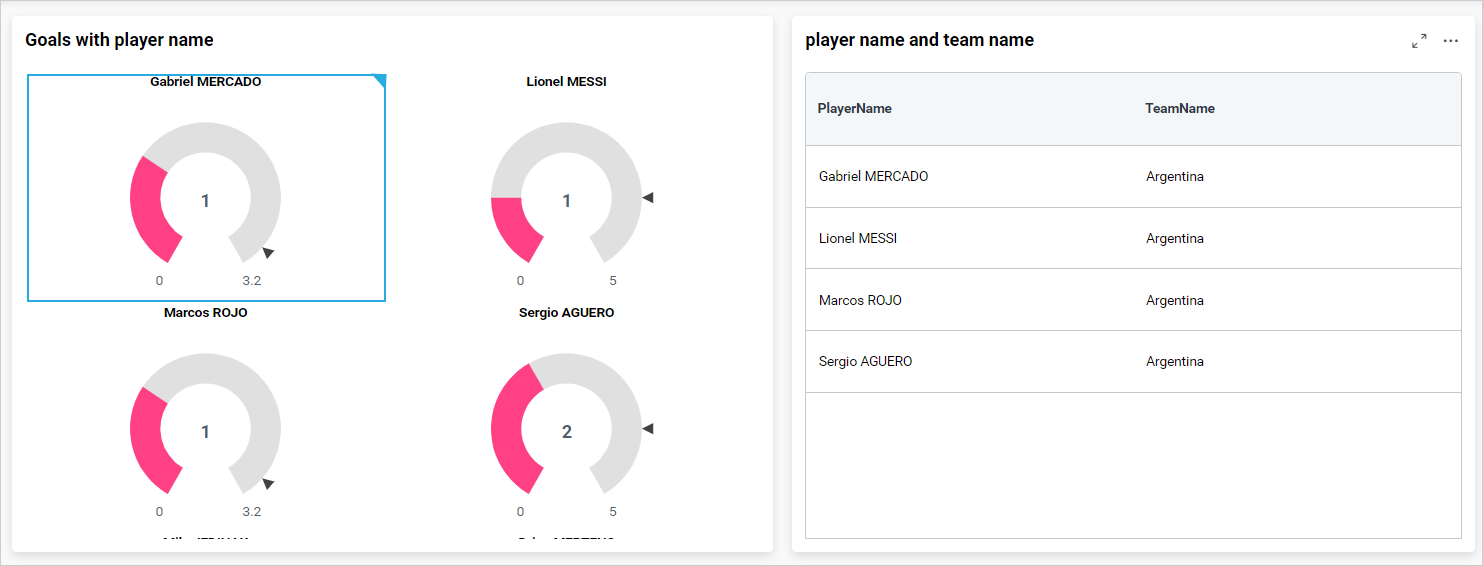 Goals with player name
Gabriel MERCADO
Lionel MESSI
1
1
0
3.2
0
5
Marcos ROJO
Sergio AGUERO
1
2
0
3.2
0
5
player name and team name
PlayerName TeamName
Gabriel MERCADO Argentina
Lionel MESSI Argentina
Marcos ROJO Argentina
Sergio AGUERO Argentina